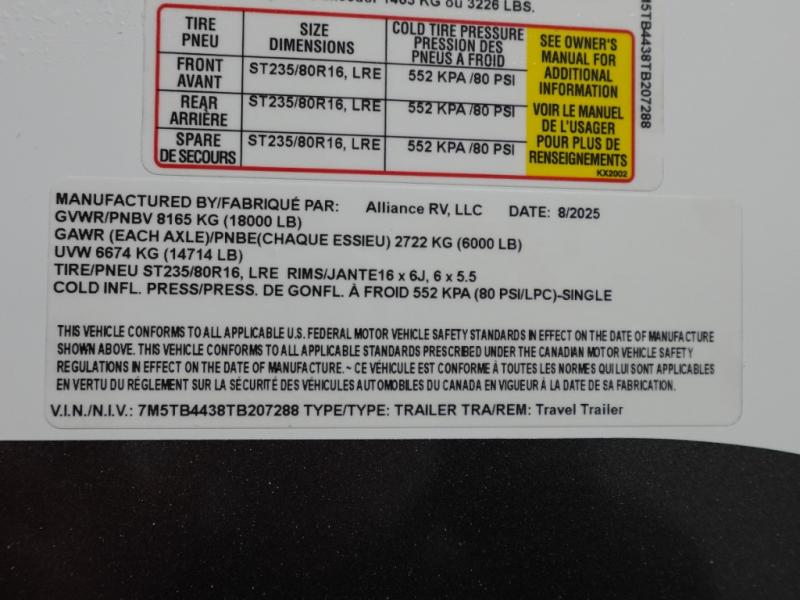 1463 KG ou 3226 LBS.
TIRE PNEU SIZE DIMENSIONS COLD TIRE PRESSURE PRESSION DES PNEUS A FROID
FRONT AVANT ST235/80R16, LRE 552 KPA /80 PSI
REAR ARRIÈRE ST235/80R16, LRE 552 KPA /80 PSI
SPARE DE SECOURS ST235/80R16, LRE 552 KPA /80 PSI
SEE OWNER'S
MANUAL FOR
ADDITIONAL
INFORMATION
VOIR LE MANUEL
DE L'USAGER
POUR PLUS DE
RENSEIGNEMENTS
KX2002
M5TB4438TB207288
MANUFACTURED BY/FABRIQUÉ PAR: Alliance RV, LLC DATE: 8/2025
GVWR/PNBV 8165 KG (18000 LB)
GAWR (EACH AXLE)/PNBE(CHAQUE ESSIEU) 2722 KG (6000 LB)
UVW 6674 KG (14714 LB)
TIRE/PNEU ST235/80R16, LRE RIMS/JANTE16 x 6J, 6 x 5.5
COLD INFL. PRESS/PRESS. DE GONFL. À FROID 552 KPA (80 PSI/LPC)-SINGLE
THIS VEHICLE CONFORMS TO ALL APPLICABLE U.S. FEDERAL MOTOR VEHICLE SAFETY STANDARDS IN EFFECT ON THE DATE OF MANUFACTURE
SHOWN ABOVE. THIS VEHICLE CONFORMS TO ALL APPLICABLE STANDARDS PRESCRIBED UNDER THE CANADIAN MOTOR VEHICLE SAFETY
REGULATIONS IN EFFECT ON THE DATE OF MANUFACTURE. ~ CE VÉHICULE EST CONFORME À TOUTES LES NORMES QUI LUI SONT APPLICABLES
EN VERTU DU RÉGLEMENT SUR LA SÉCURITÉ DES VÉHICULES AUTOMOBILES DU CANADA EN VIGUEUR À LA DATE DE SA FABRICATION.
V.I.N./N.I.V.: 7M5TB4438TB207288 TYPE/TYPE: TRAILER TRA/REM: Travel Trailer